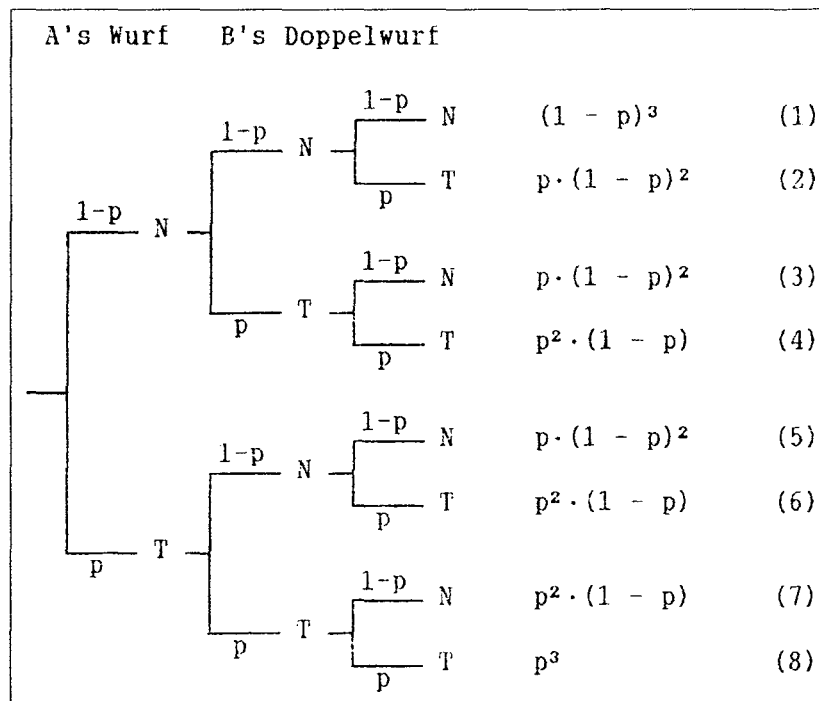 A's Wurf B's Doppelwurf
1-p N (1 - p)³ (1)
1-p N
p T p·(1 - p)² (2)
1-p N
1-p N p·(1 - p)² (3)
p T
p T p²·(1 - p) (4)
1-p N p·(1 - p)² (5)
1-p N
p T p²·(1 - p) (6)
p T
1-p N p²·(1 - p) (7)
p T
p T p³ (8)